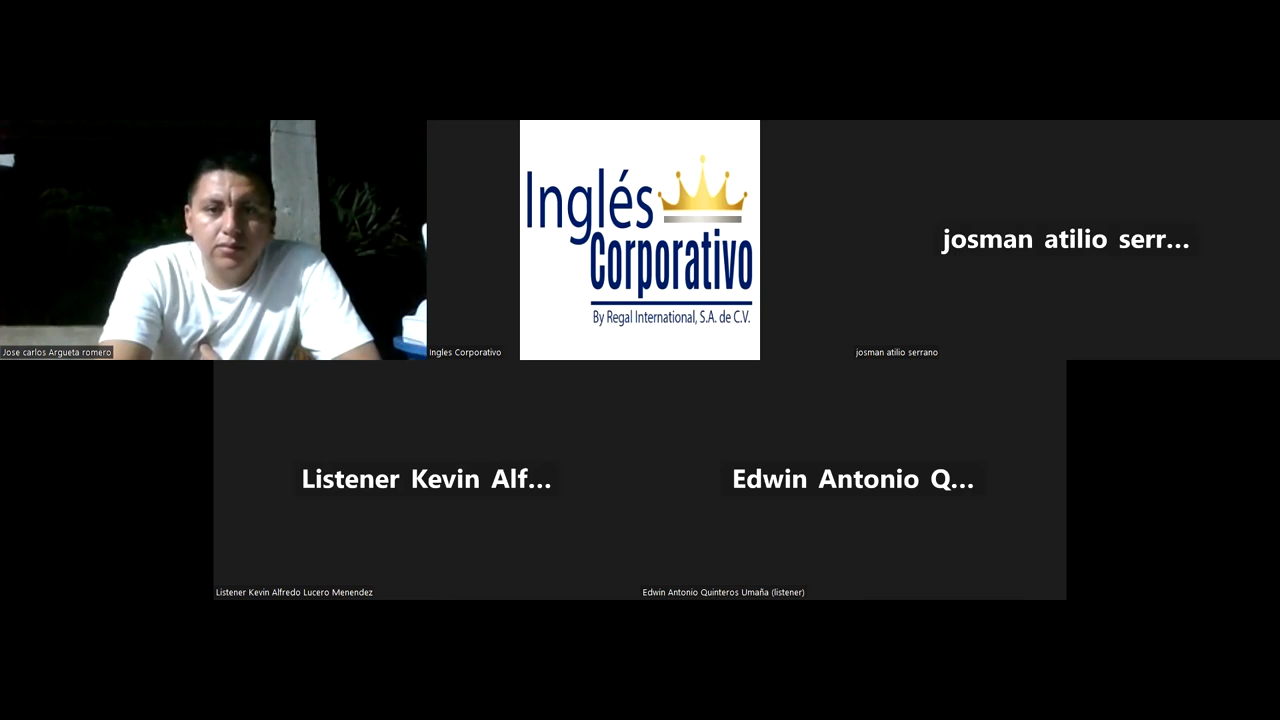 Inglés
Corporativo
By Regal International, S.A. de C.V.
josman atilio serr...
Jose carlos Argueta romero
Ingles Corporativo
josman atilio serrano
Listener Kevin Alf...
Edwin Antonio Q...
Listener Kevin Alfredo Lucero Menendez
Edwin Antonio Quinteros Umaña (listener)